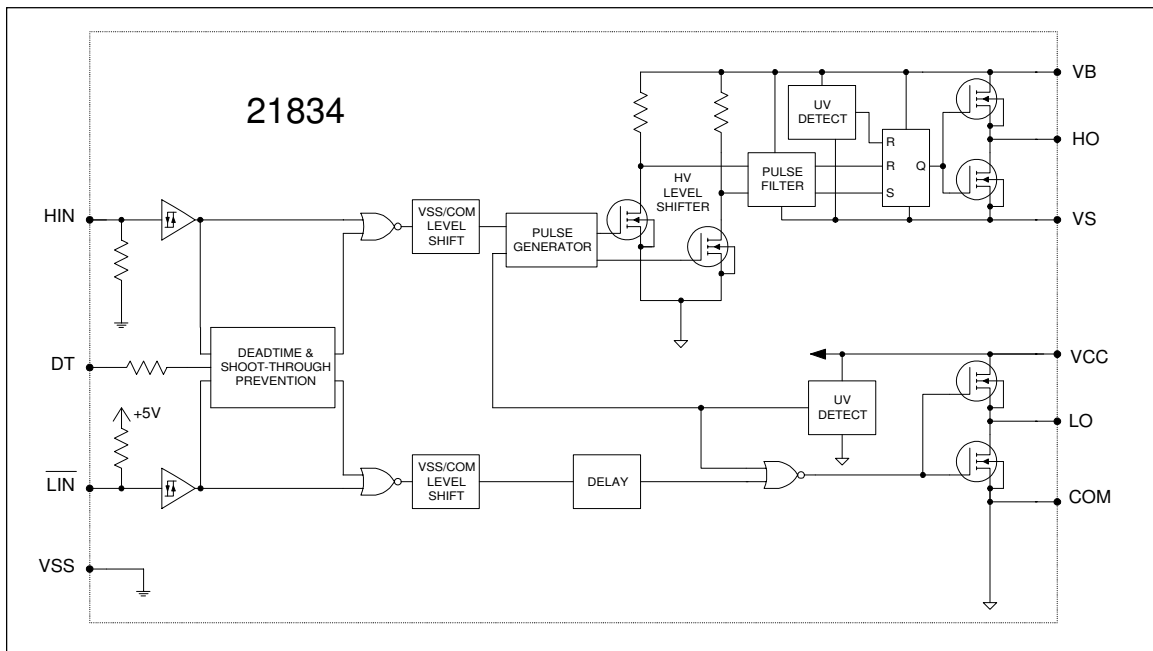 21834
VB
UV
DETECT
HO
R
R
Q
S
PULSE
FILTER
HV
LEVEL
SHIFTER
VS
HIN
VSS/COM
LEVEL
SHIFT
PULSE
GENERATOR
DT
DEADTIME &
SHOOT-THROUGH
PREVENTION
VCC
UV
DETECT
+5V
LO
LIN
VSS/COM
LEVEL
SHIFT
DELAY
COM
VSS